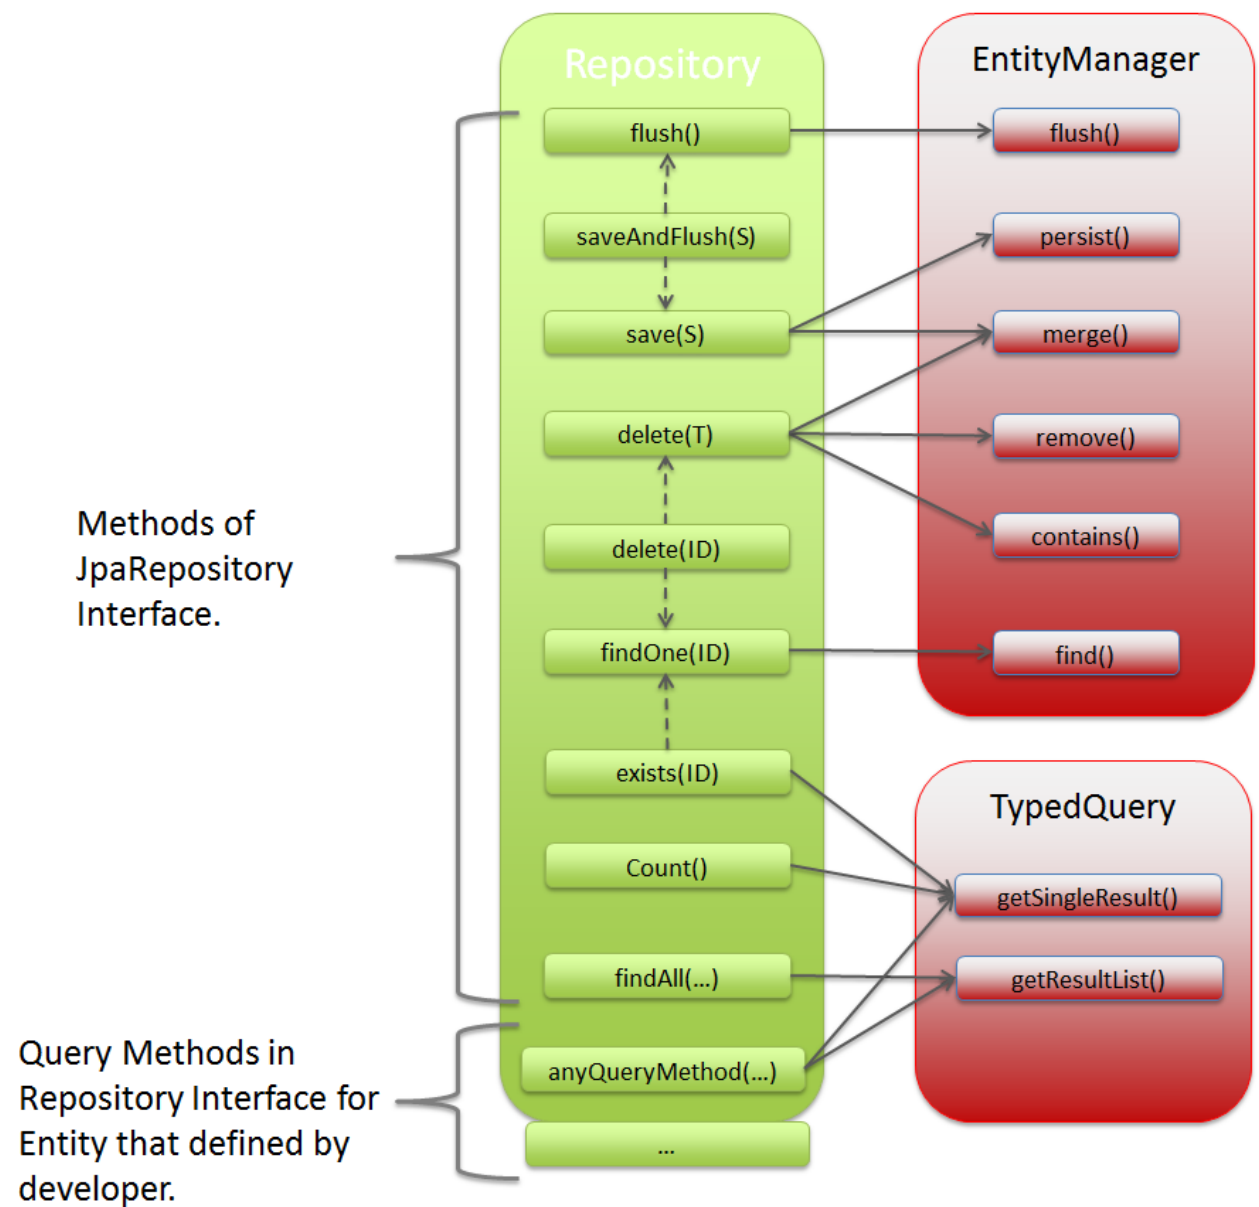 Repository
flush()
saveAndFlush(S)
save(S)
delete(T)
delete(ID)
findOne(ID)
exists(ID)
Count()
findAll(...)
anyQueryMethod(...)
...
EntityManager
flush()
persist()
merge()
remove()
contains()
find()
TypedQuery
getSingleResult()
getResultList()
Methods of
JpaRepository
Interface.
Query Methods in
Repository Interface for
Entity that defined by
developer.